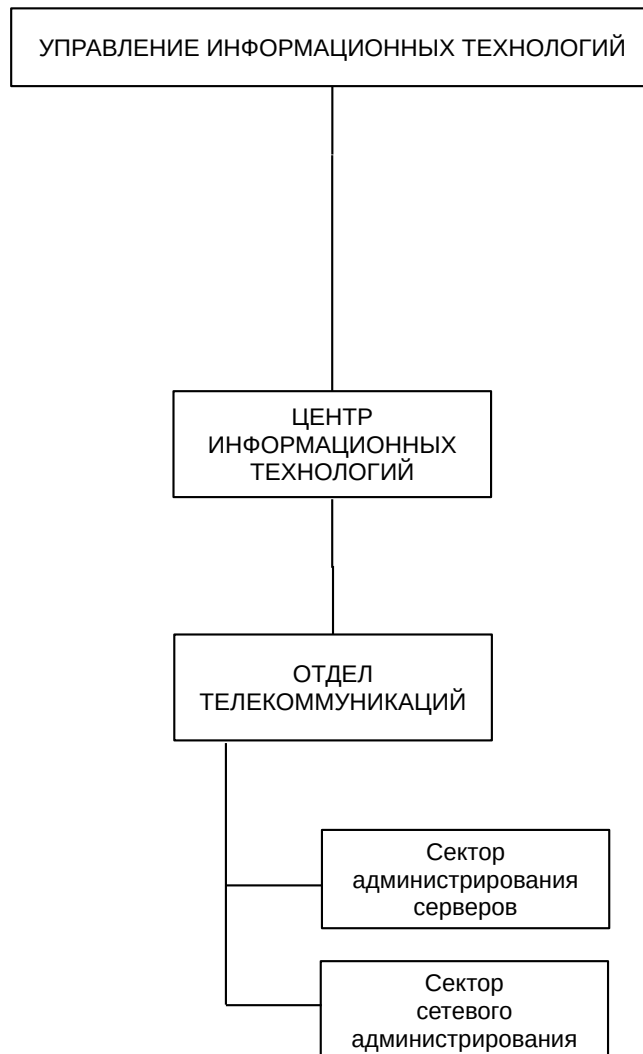 УПРАВЛЕНИЕ ИНФОРМАЦИОННЫХ ТЕХНОЛОГИЙ
ЦЕНТР
ИНФОРМАЦИОННЫХ
ТЕХНОЛОГИЙ
ОТДЕЛ
ТЕЛЕКОММУНИКАЦИЙ
Сектор
администрирования
серверов
Сектор
сетевого
администрирования